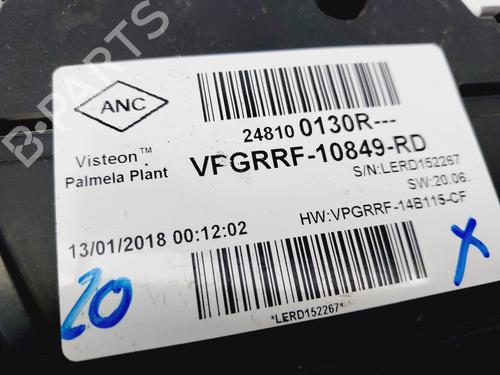 B-PARTS
ANC
24810 0130R---
Visteon™
Palmela Plant
VPGRRF-10849-RD
S/N:LERD152267
SW:20.06.
HW:VPGRRF-14B115-CF
13/01/2018 00:12:02
20
X
*LERD152267*